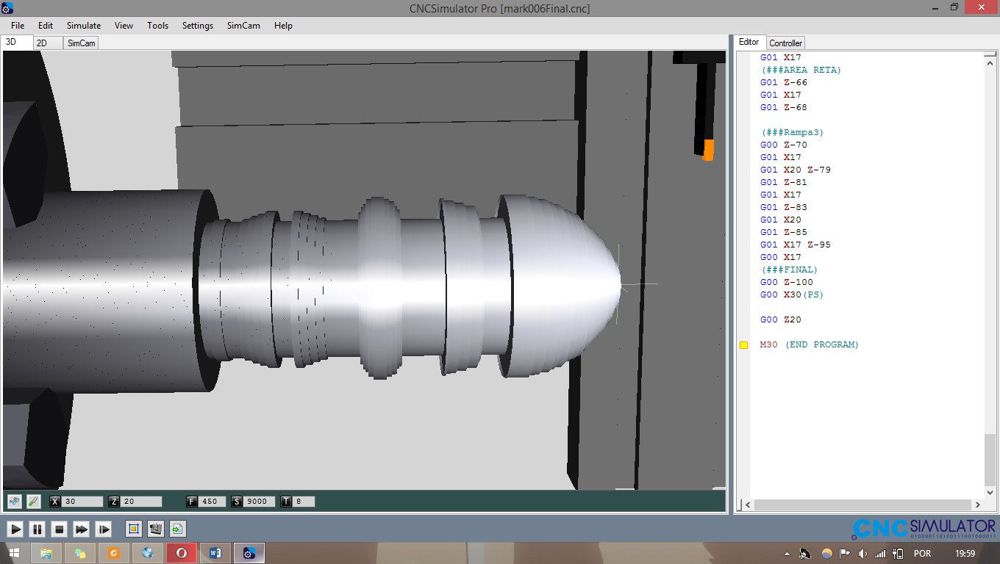 CNCSimulator Pro [mark006Final.cnc]
File Edit Simulate View Tools Settings SimCam Help
3D 2D SimCam
Editor Controller
G01 X17
(###AREA RETA)
G01 Z-66
G01 X17
G01 Z-68
(###Rampa3)
G00 Z-70
G01 X17
G01 X20 Z-79
G01 Z-81
G01 X17
G01 Z-83
G01 X20
G01 Z-85
G01 X17 Z-95
G00 X17
(###FINAL)
G00 Z-100
G00 X30(PS)
G00 Z20
M30 (END PROGRAM)
X 30 Z 20 F 450 S 9000 T 8
CNC SIMULATOR
010000110100111001000011
POR 19:59